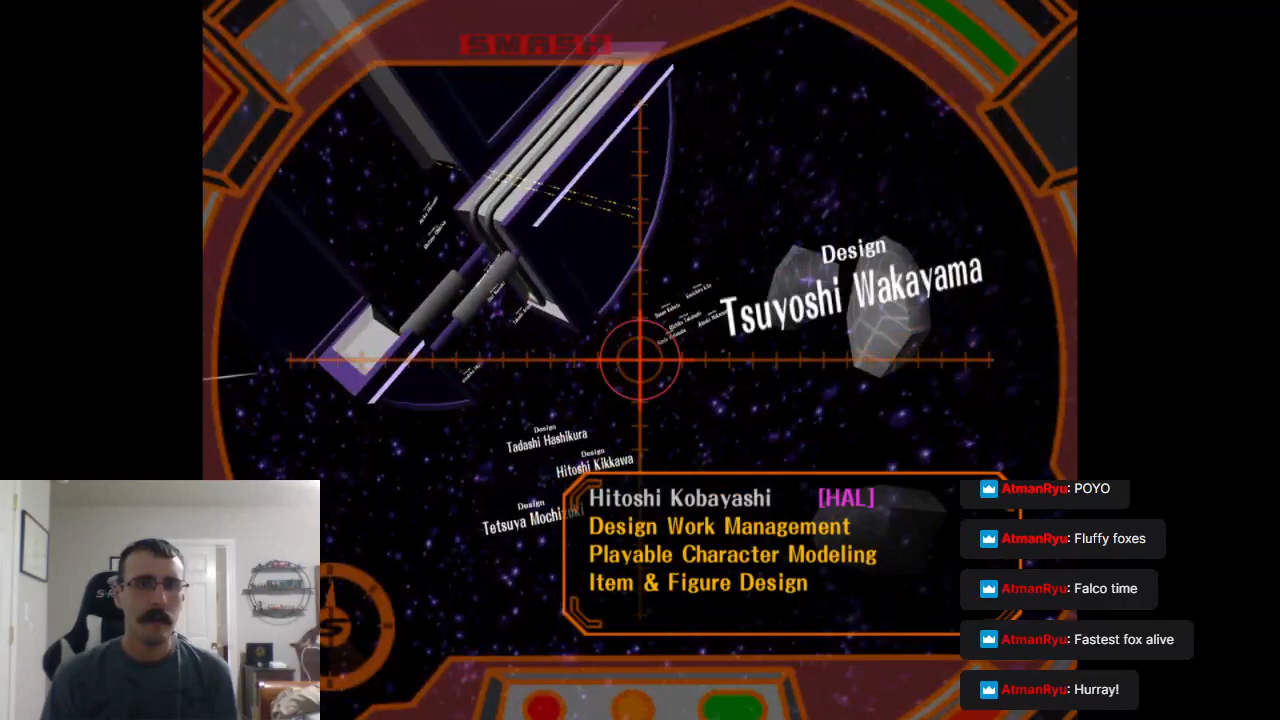 SMASH
Design
Tsuyoshi Wakayama
Design
Tadashi Hashikura
Design
Hitoshi Kikkawa
Design
Tetsuya Mochizuki
Hitoshi Kobayashi [HAL]
Design Work Management
Playable Character Modeling
Item & Figure Design
AtmanRyu: POYO
AtmanRyu: Fluffy foxes
AtmanRyu: Falco time
AtmanRyu: Fastest fox alive
AtmanRyu: Hurray!